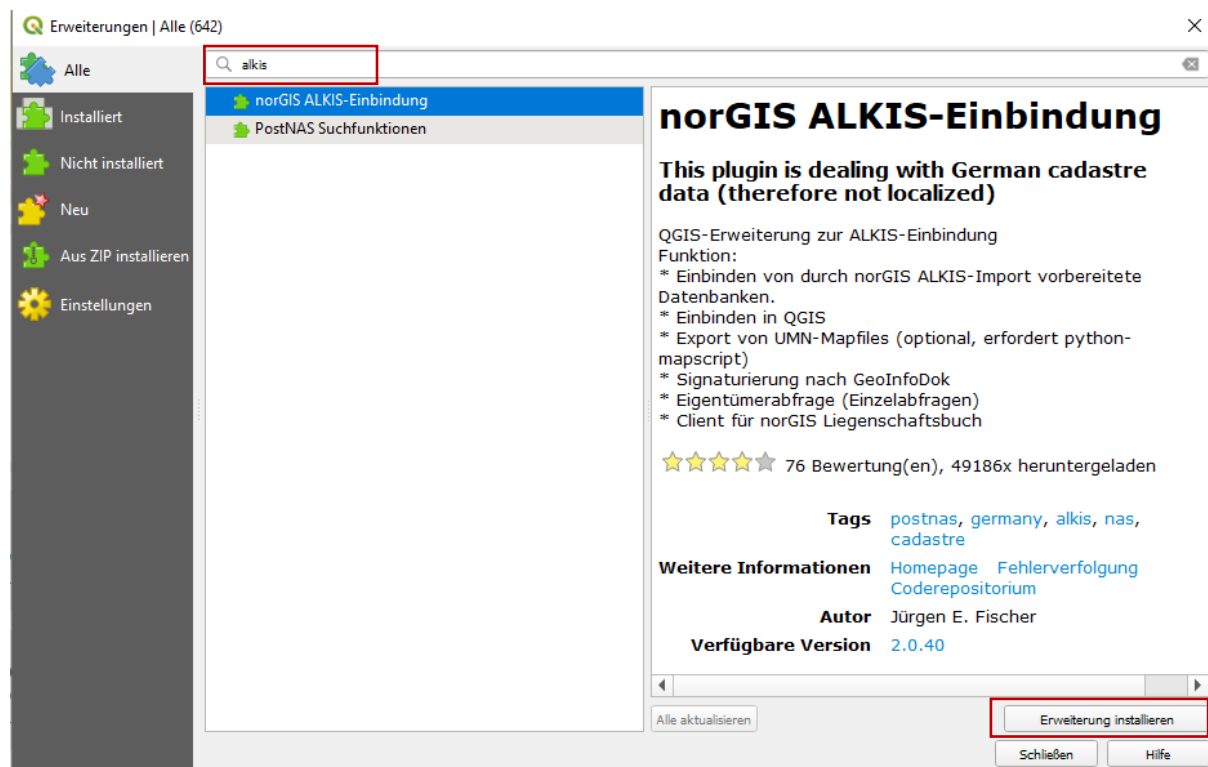 Erweiterungen | Alle (642)
Alle
Installiert
Nicht installiert
Neu
Aus ZIP installieren
Einstellungen
alkis
norGIS ALKIS-Einbindung
PostNAS Suchfunktionen
norGIS ALKIS-Einbindung
This plugin is dealing with German cadastre
data (therefore not localized)
QGIS-Erweiterung zur ALKIS-Einbindung
Funktion:
* Einbinden von durch norGIS ALKIS-Import vorbereitete
Datenbanken.
* Einbinden in QGIS
* Export von UMN-Mapfiles (optional, erfordert python-
mapscript)
* Signaturierung nach GeoInfoDok
* Eigentümerabfrage (Einzelabfragen)
* Client für norGIS Liegenschaftsbuch
76 Bewertung(en), 49186x heruntergeladen
Tags postnas, germany, alkis, nas,
cadastre
Weitere Informationen Homepage Fehlerverfolgung
Coderepositorium
Autor Jürgen E. Fischer
Verfügbare Version 2.0.40
Alle aktualisieren
Erweiterung installieren
Schließen Hilfe